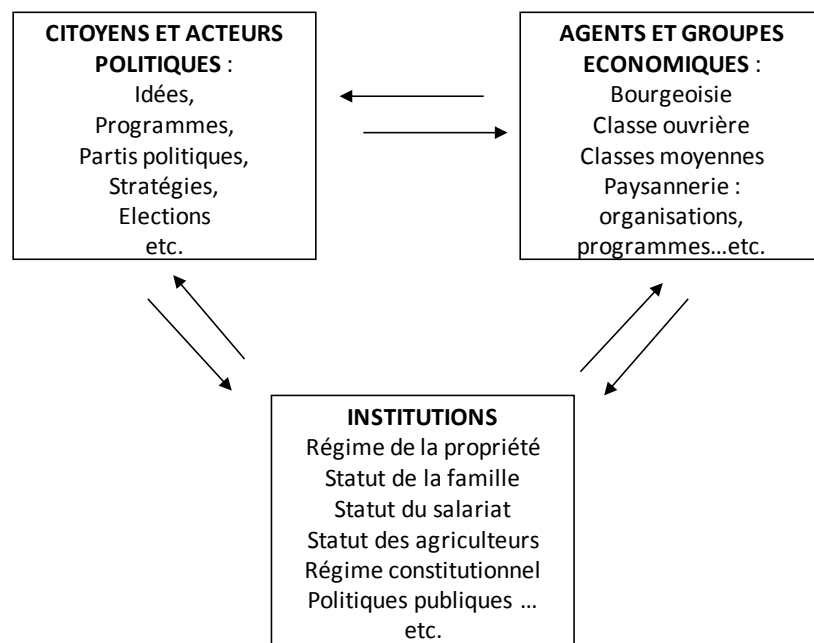 CITOYENS ET ACTEURS
POLITIQUES :
Idées,
Programmes,
Partis politiques,
Stratégies,
Elections
etc.
AGENTS ET GROUPES
ECONOMIQUES :
Bourgeoisie
Classe ouvrière
Classes moyennes
Paysannerie :
organisations,
programmes…etc.
INSTITUTIONS
Régime de la propriété
Statut de la famille
Statut du salariat
Statut des agriculteurs
Régime constitutionnel
Politiques publiques …
etc.